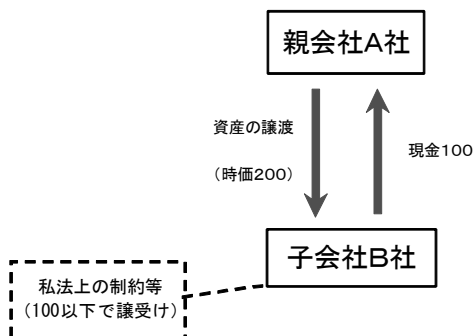 親会社A社
資産の譲渡
（時価200）
現金100
子会社B社
私法上の制約等
（100以下で譲受け）